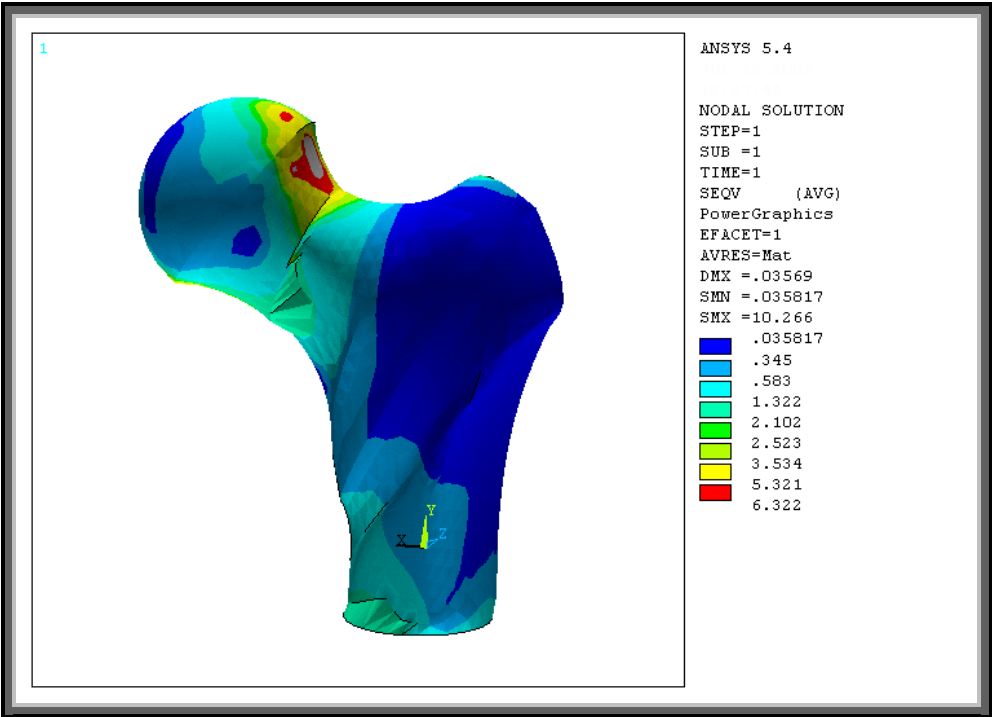 1
ANSYS 5.4
NODAL SOLUTION
STEP=1
SUB =1
TIME=1
SEQV (AVG)
PowerGraphics
EFACET=1
AVRES=Mat
DMX =.03569
SMN =.035817
SMX =10.266
.035817
.345
.583
1.322
2.102
2.523
3.534
5.321
6.322
Y
X
Z